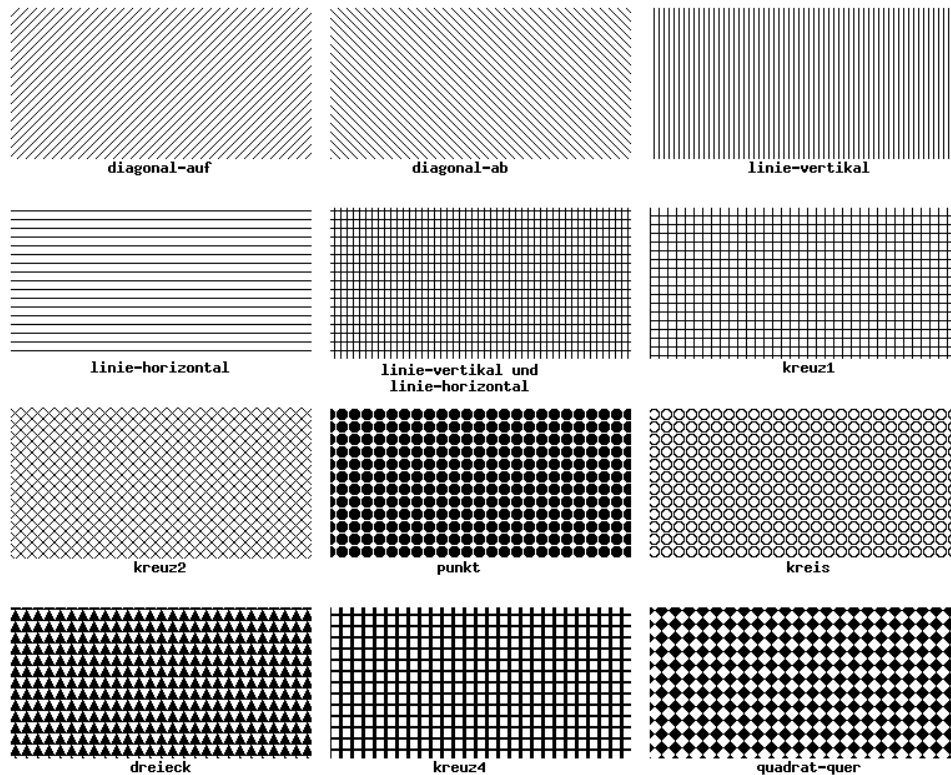 diagonal-auf
diagonal-ab
linie-vertikal
linie-horizontal
linie-vertikal und
linie-horizontal
kreuz1
kreuz2
punkt
kreis
dreieck
kreuz4
quadrat-quer